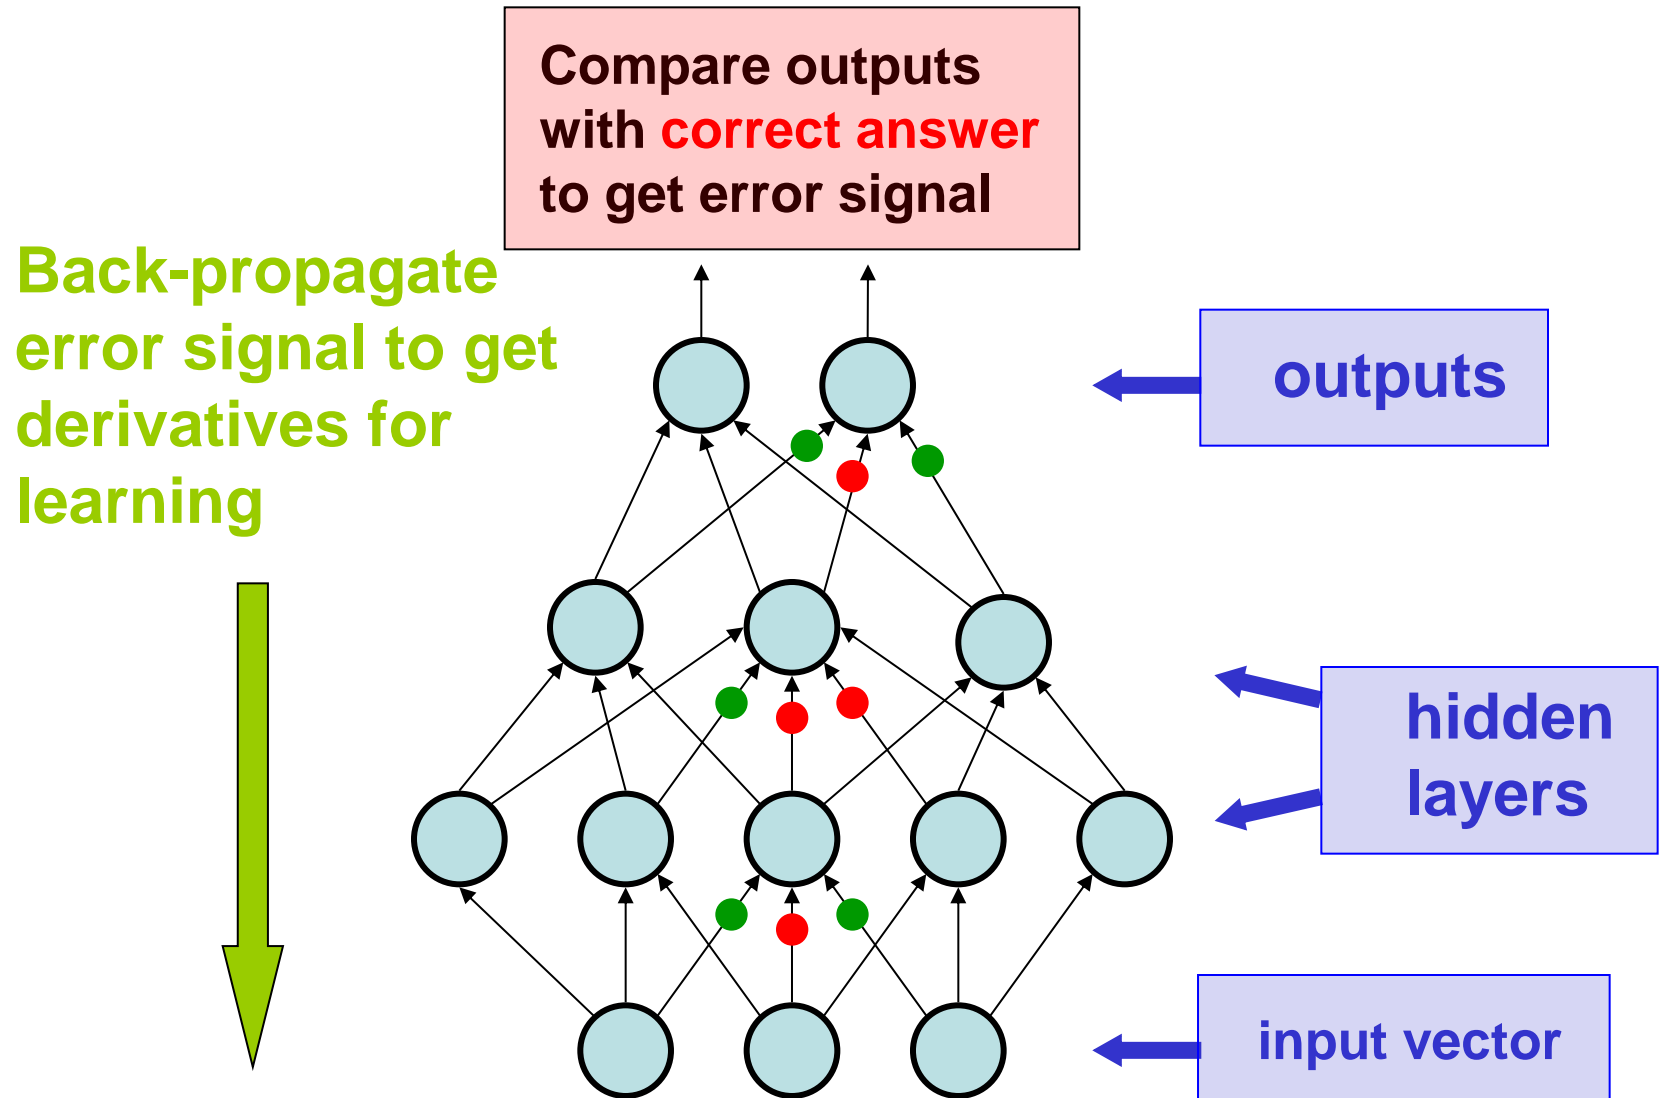 Compare outputs
with correct answer
to get error signal
Back-propagate
error signal to get
derivatives for
learning
outputs
hidden
layers
input vector